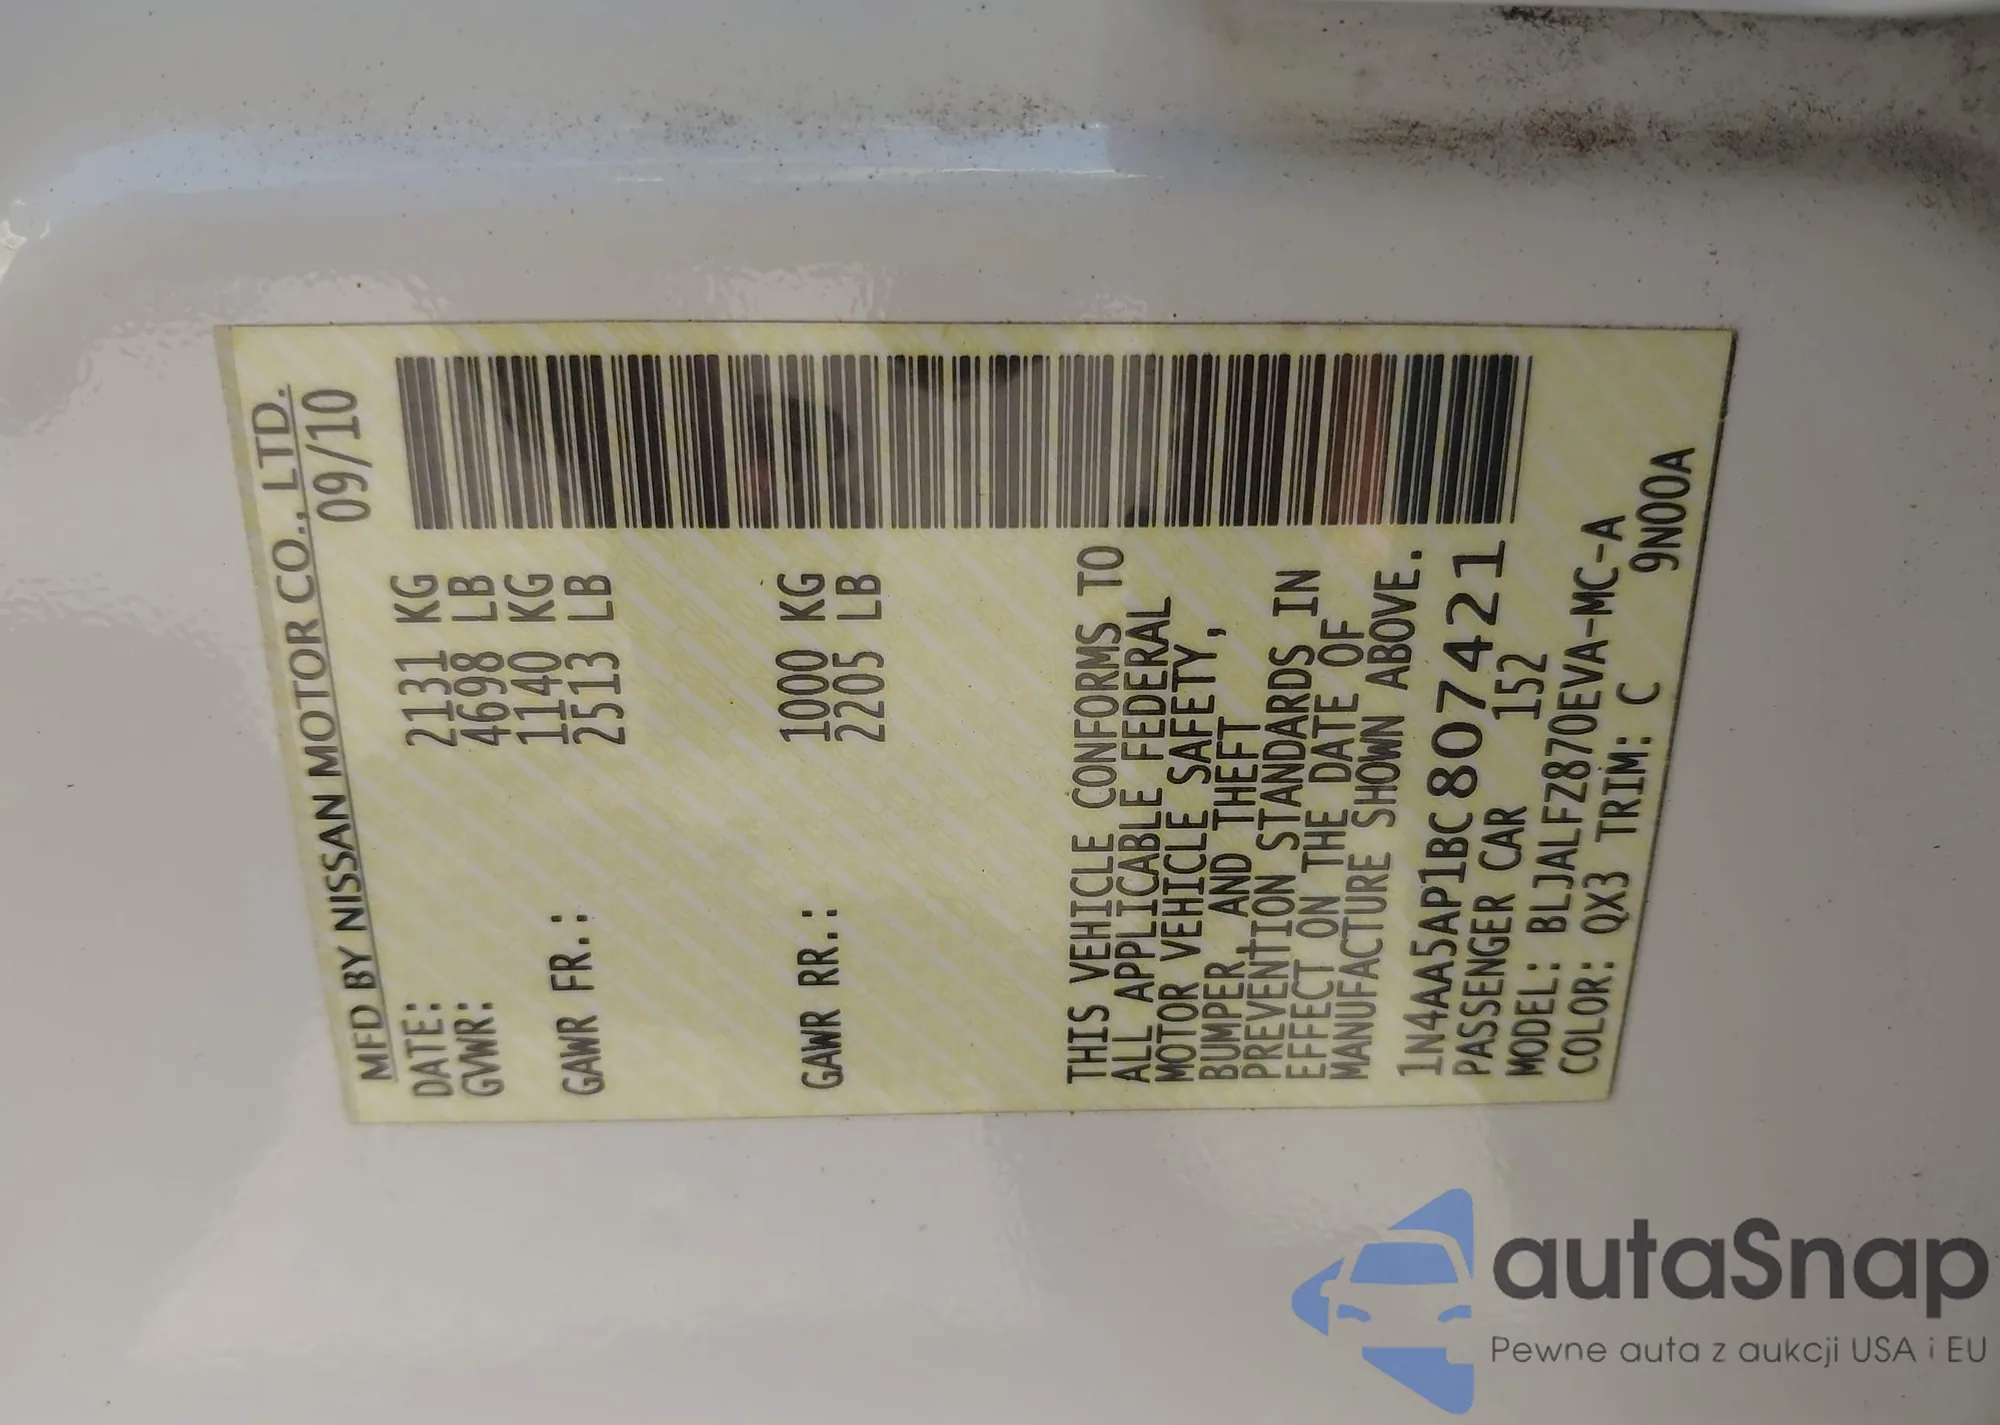 MFD BY NISSAN MOTOR CO., LTD.
DATE: 09/10
GVWR: 2131 KG
4698 LB
GAWR FR.: 1140 KG
2513 LB
GAWR RR.: 1000 KG
2205 LB
THIS VEHICLE CONFORMS TO
ALL APPLICABLE FEDERAL
MOTOR VEHICLE SAFETY,
BUMPER AND THEFT
PREVENTION STANDARDS IN
EFFECT ON THE DATE OF
MANUFACTURE SHOWN ABOVE.
1N4AA5AP1BC807421
PASSENGER CAR 152
MODEL: BLJALFZ870EVA-MC-A
COLOR: QX3 TRIM: C 9N00A
autaSnap
Pewne auta z aukcji USA i EU